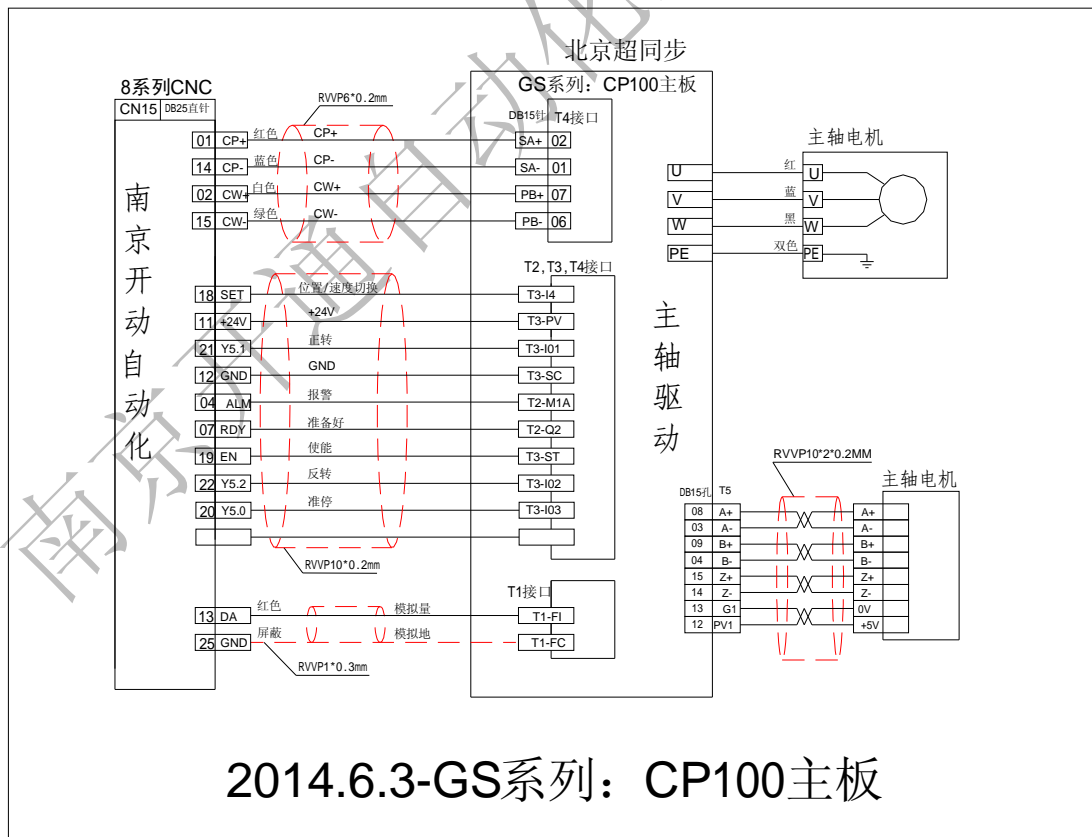 北京超同步
8系列CNC
GS系列：CP100主板
CN15 DB25直针
RVVP6*0.2mm
DB15针 T4接口
主轴电机
01 CP+ 红色 CP+ SA+ 02
14 CP- 蓝色 CP- SA- 01
02 CW+ 白色 CW+ PB+ 07
15 CW- 绿色 CW- PB- 06
U 红 U
V 蓝 V
W 黑 W
PE 双色 PE
南京开动自动化
T2,T3,T4接口
18 SET 位置/速度切换 T3-I4
11 +24V +24V T3-PV
21 Y5.1 正转 T3-I01
12 GND GND T3-SC
04 ALM 报警 T2-M1A
07 RDY 准备好 T2-Q2
19 EN 使能 T3-ST
22 Y5.2 反转 T3-I02
20 Y5.0 准停 T3-I03
RVVP10*0.2mm
主轴驱动
RVVP10*2*0.2MM
主轴电机
DB15孔 T5
08 A+ A+
03 A- A-
09 B+ B+
04 B- B-
15 Z+ Z+
14 Z- Z-
13 G1 0V
12 PV1 +5V
T1接口
13 DA 红色 模拟量 T1-FI
25 GND 屏蔽 模拟地 T1-FC
RVVP1*0.3mm
2014.6.3-GS系列：CP100主板
南京开通自动化